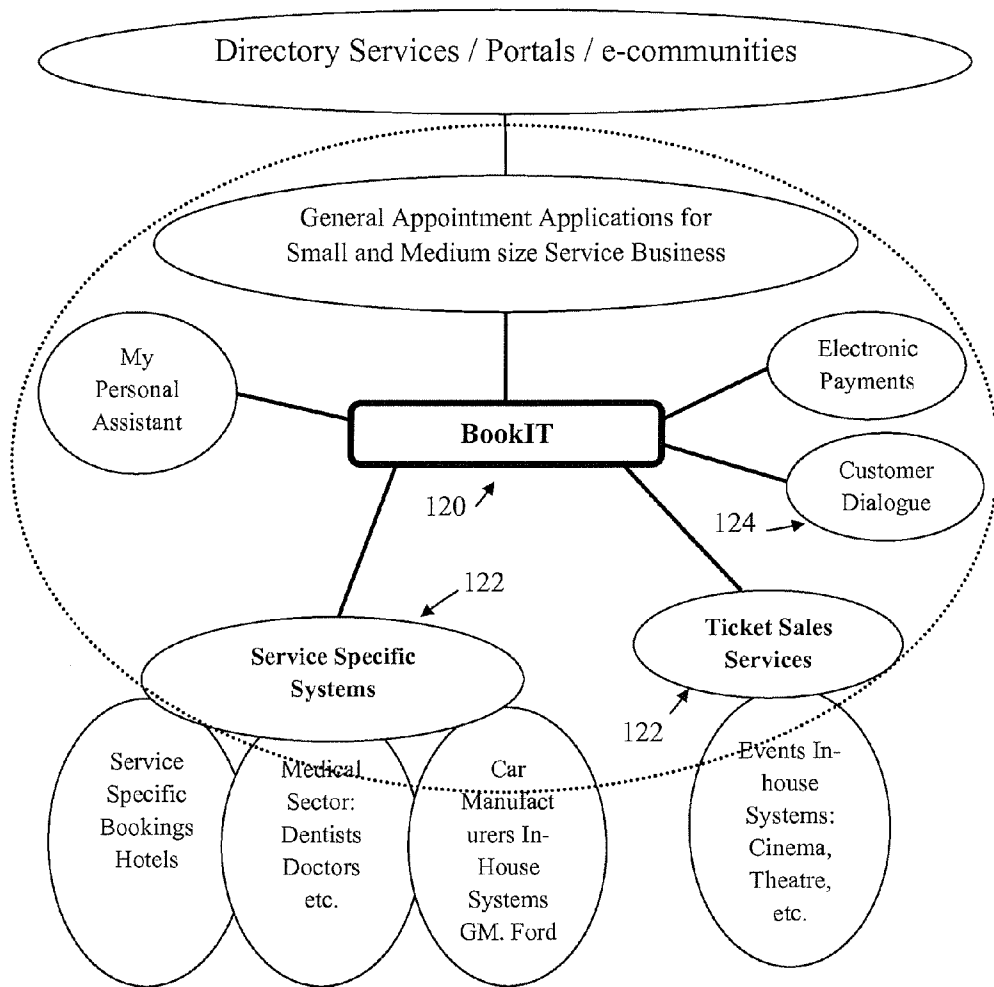 Directory Services / Portals / e-communities
General Appointment Applications for
Small and Medium size Service Business
My
Personal
Assistant
Electronic
Payments
BookIT
Customer
Dialogue
120
124
122
Service Specific
Systems
Ticket Sales
Services
122
Service
Specific
Bookings
Hotels
Medical
Sector:
Dentists
Doctors
etc.
Car
Manufact
urers In-
House
Systems
GM. Ford
Events In-
house
Systems:
Cinema,
Theatre,
etc.